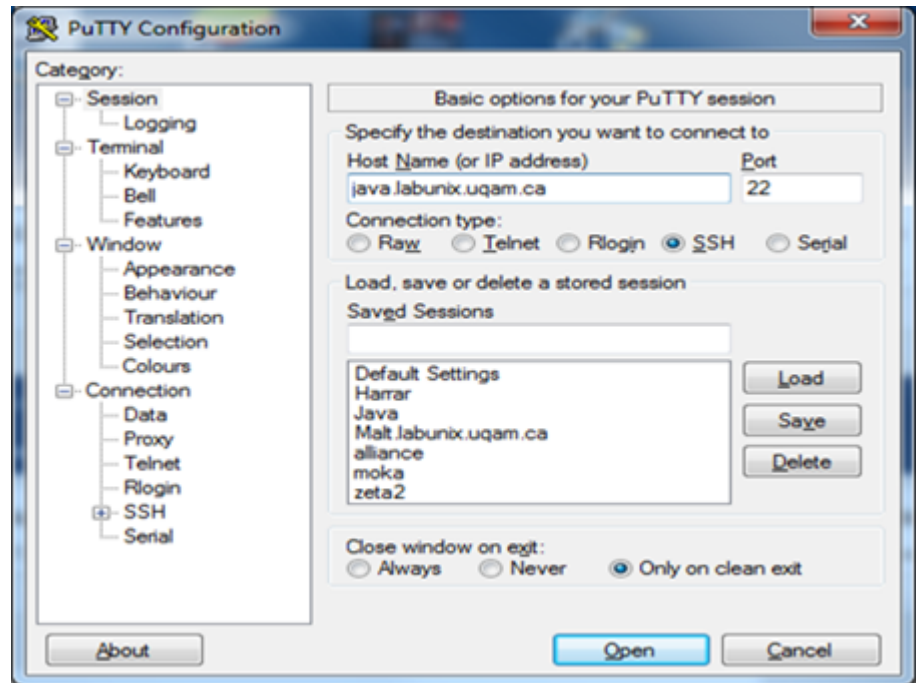 PuTTY Configuration
Category:
Session
Logging
Terminal
Keyboard
Bell
Features
Window
Appearance
Behaviour
Translation
Selection
Colours
Connection
Data
Proxy
Telnet
Rlogin
SSH
Serial
Basic options for your PuTTY session
Specify the destination you want to connect to
Host Name (or IP address) Port
java.labunix.uqam.ca 22
Connection type:
Raw Telnet Rlogin SSH Serial
Load, save or delete a stored session
Saved Sessions
Default Settings
Harrar
Java
Malt.labunix.uqam.ca
alliance
moka
zeta2
Load
Save
Delete
Close window on exit:
Always Never Only on clean exit
About Open Cancel